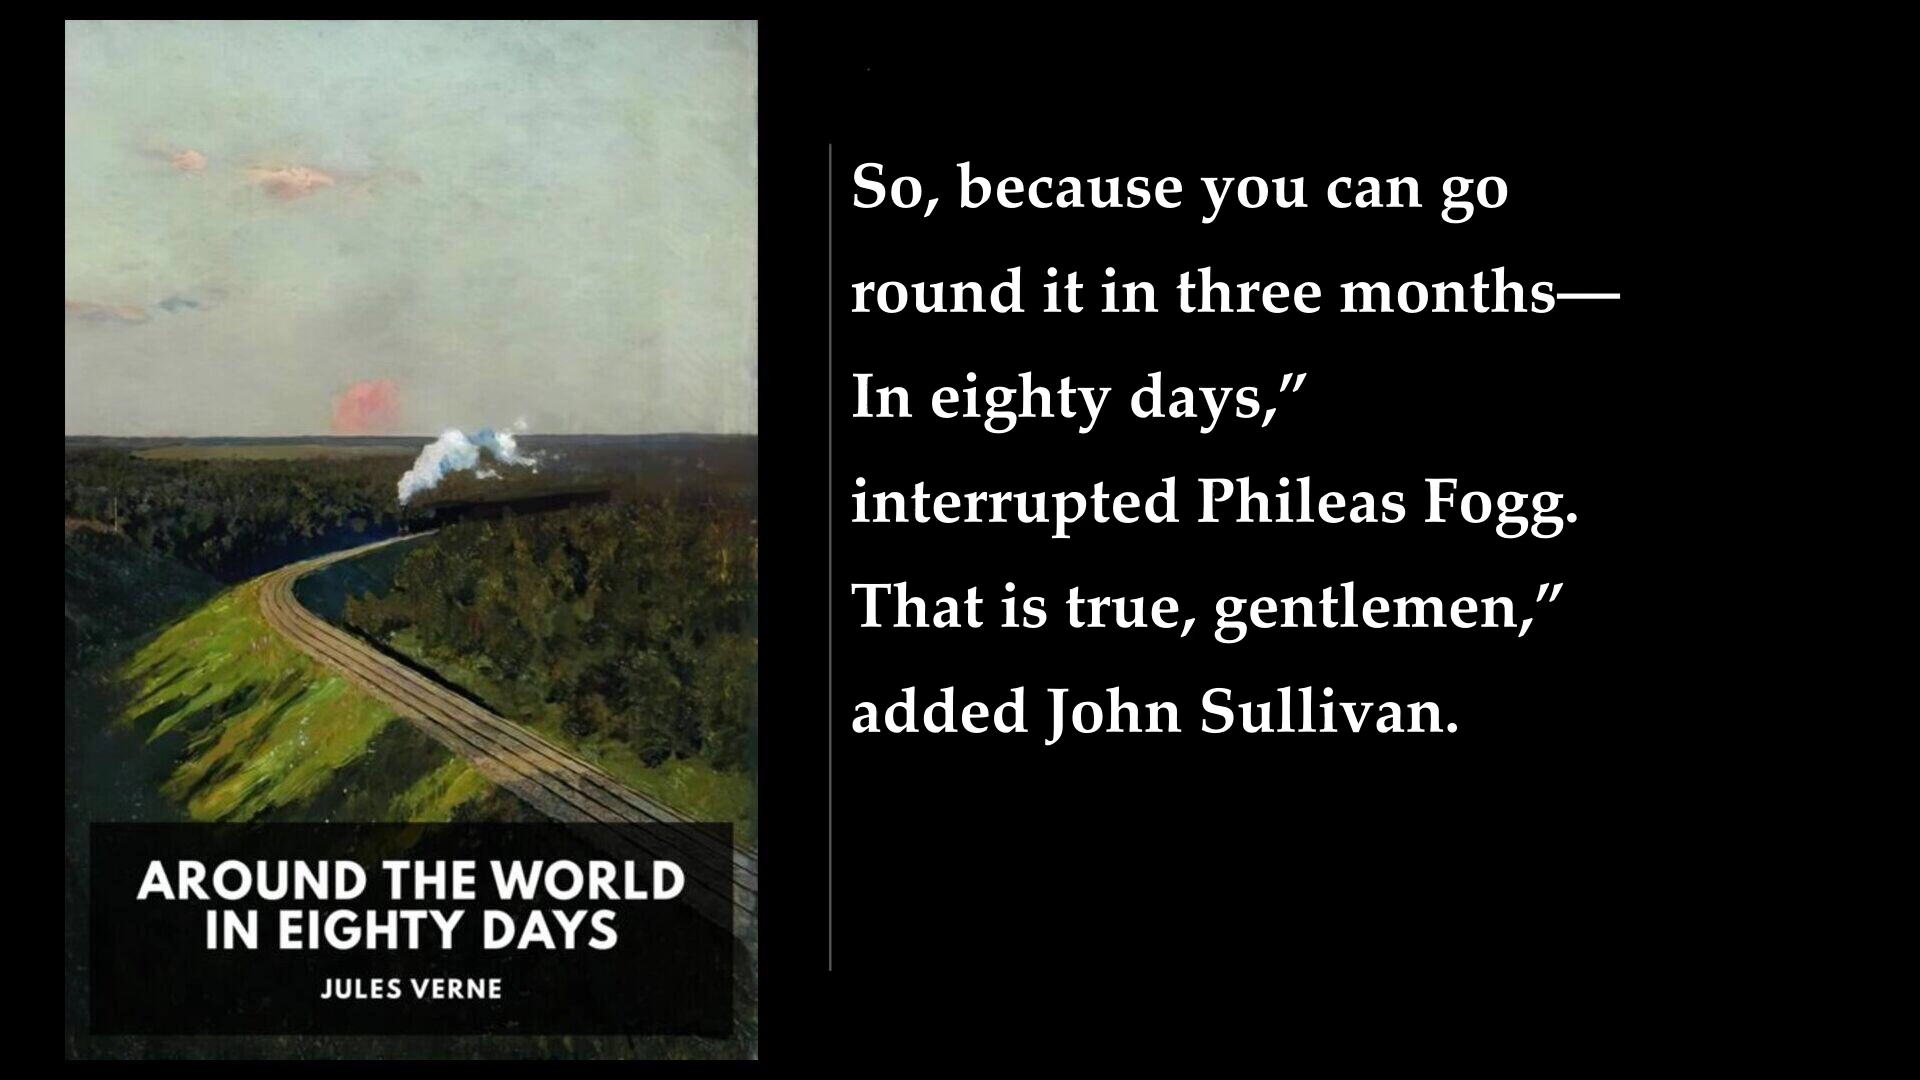 So, because you can go
round it in three months—
In eighty days,”
interrupted Phileas Fogg.
That is true, gentlemen,”
added John Sullivan.
AROUND THE WORLD
IN EIGHTY DAYS
JULES VERNE